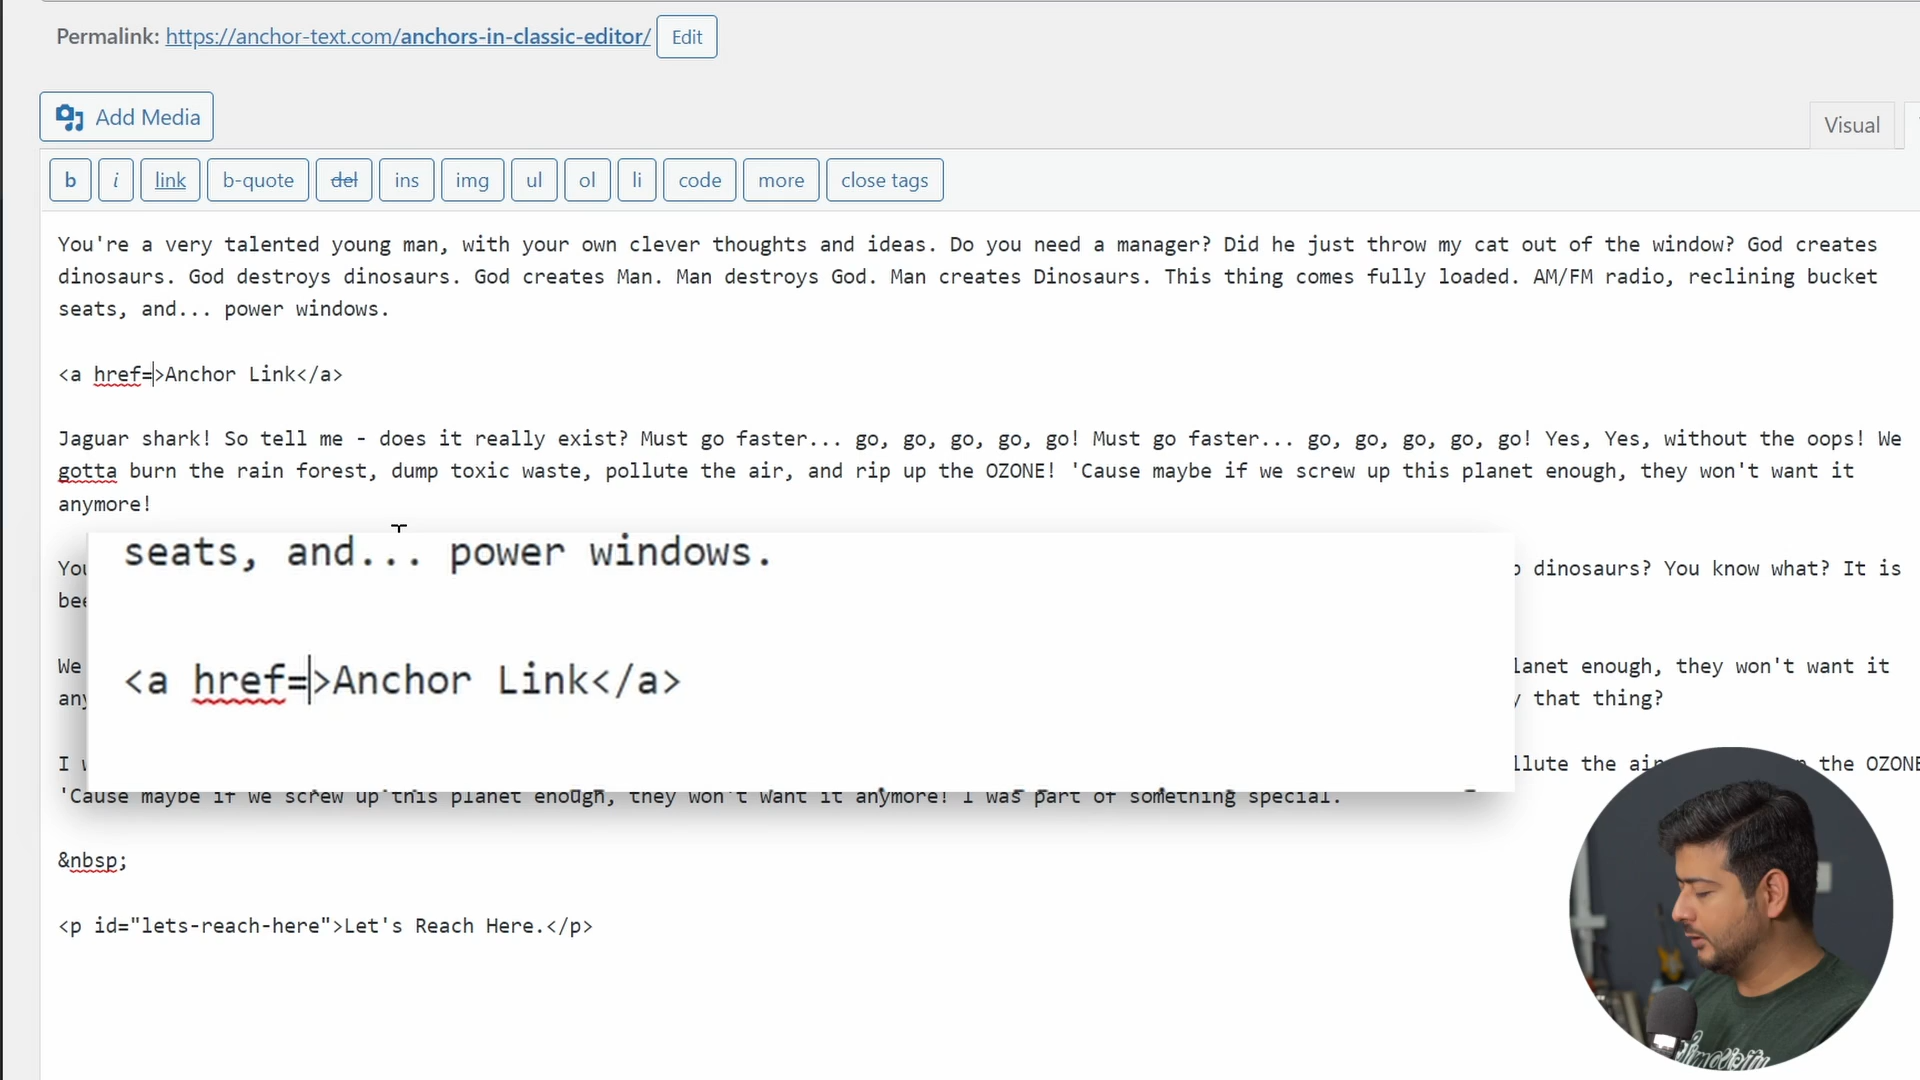 Permalink: https://anchor-text.com/anchors-in-classic-editor/ Edit
Add Media
Visual
b i link b-quote del ins img ul ol li code more close tags
You're a very talented young man, with your own clever thoughts and ideas. Do you need a manager? Did he just throw my cat out of the window? God creates
dinosaurs. God destroys dinosaurs. God creates Man. Man destroys God. Man creates Dinosaurs. This thing comes fully loaded. AM/FM radio, reclining bucket
seats, and... power windows.
<a href=>Anchor Link</a>
Jaguar shark! So tell me - does it really exist? Must go faster... go, go, go, go, go! Must go faster... go, go, go, go, go! Yes, Yes, without the oops! We
gotta burn the rain forest, dump toxic waste, pollute the air, and rip up the OZONE! 'Cause maybe if we screw up this planet enough, they won't want it
anymore!
seats, and... power windows.
<a href=>Anchor Link</a>
dinosaurs? You know what? It is
We
enough, they won't want it
that thing?
I
the
the OZONE
'Cause maybe if we screw up this planet enough, they won't want it anymore! I was part of something special.
&nbsp;
<p id="lets-reach-here">Let's Reach Here.</p>